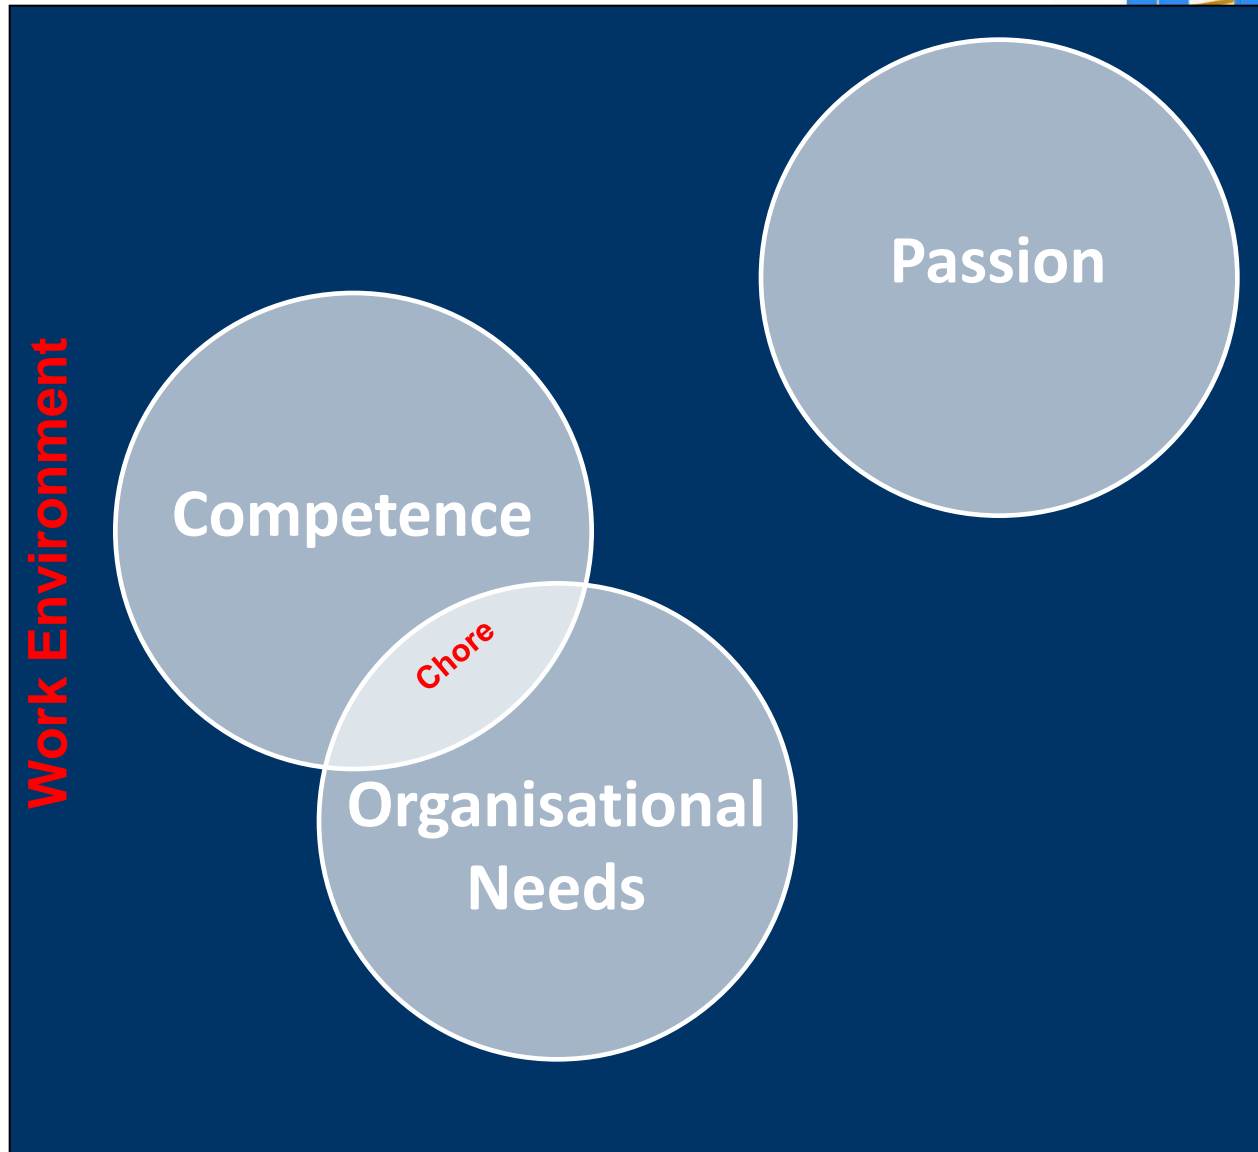 Passion
Competence
Chore
Organisational
Needs
Work Environment